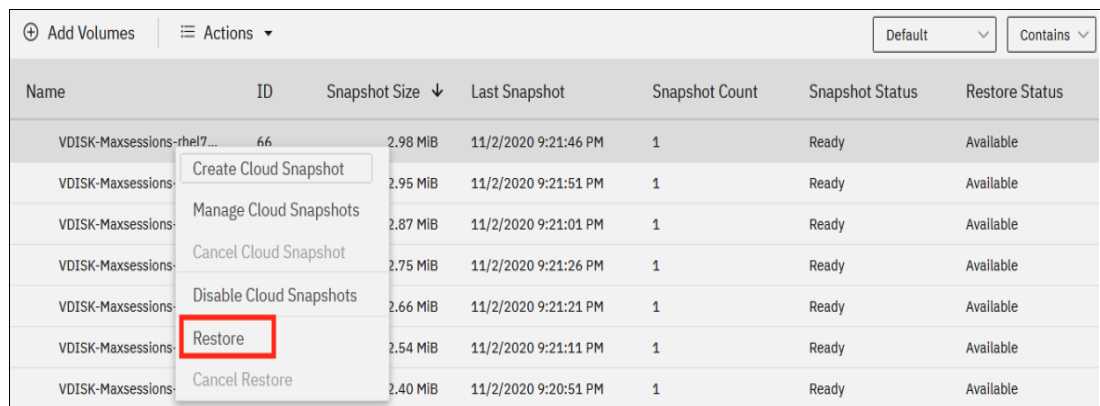 Add Volumes Actions Default Contains
Name ID Snapshot Size Last Snapshot Snapshot Count Snapshot Status Restore Status
VDISK-Maxsessions-rhel7... 66 2.98 MiB 11/2/2020 9:21:46 PM 1 Ready Available
Create Cloud Snapshot
VDISK-Maxsessions- 2.95 MiB 11/2/2020 9:21:51 PM 1 Ready Available
Manage Cloud Snapshots
VDISK-Maxsessions- 2.87 MiB 11/2/2020 9:21:01 PM 1 Ready Available
Cancel Cloud Snapshot
VDISK-Maxsessions- 2.75 MiB 11/2/2020 9:21:26 PM 1 Ready Available
Disable Cloud Snapshots
VDISK-Maxsessions- 2.66 MiB 11/2/2020 9:21:21 PM 1 Ready Available
Restore
VDISK-Maxsessions- 2.54 MiB 11/2/2020 9:21:11 PM 1 Ready Available
Cancel Restore
VDISK-Maxsessions- 2.40 MiB 11/2/2020 9:20:51 PM 1 Ready Available